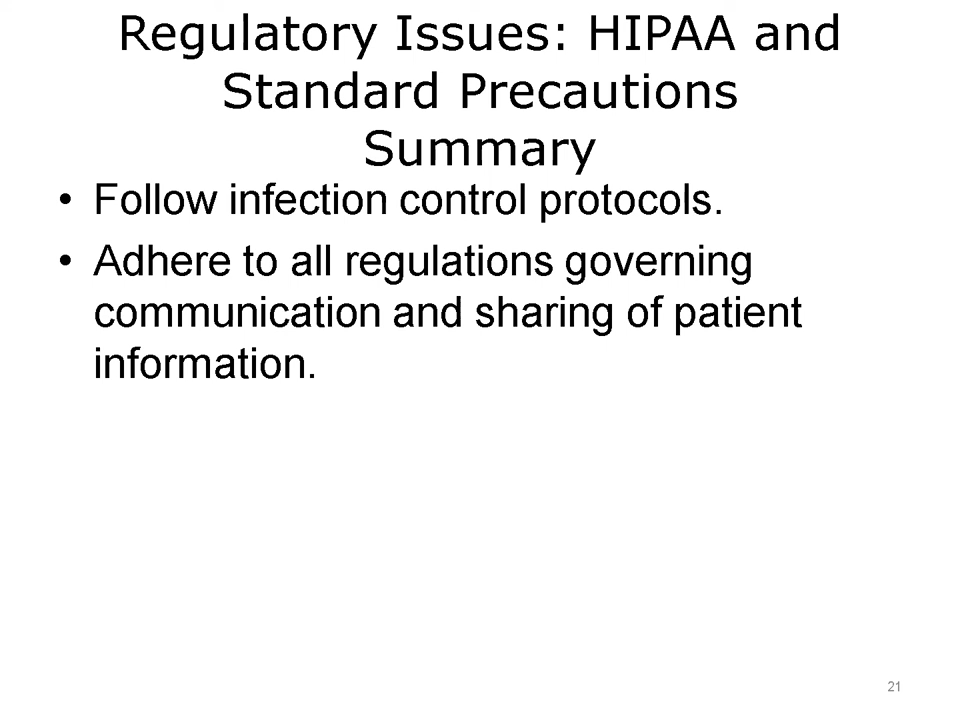 Regulatory Issues: HIPAA and
Standard Precautions
Summary
• Follow infection control protocols.
• Adhere to all regulations governing
communication and sharing of patient
information.
21